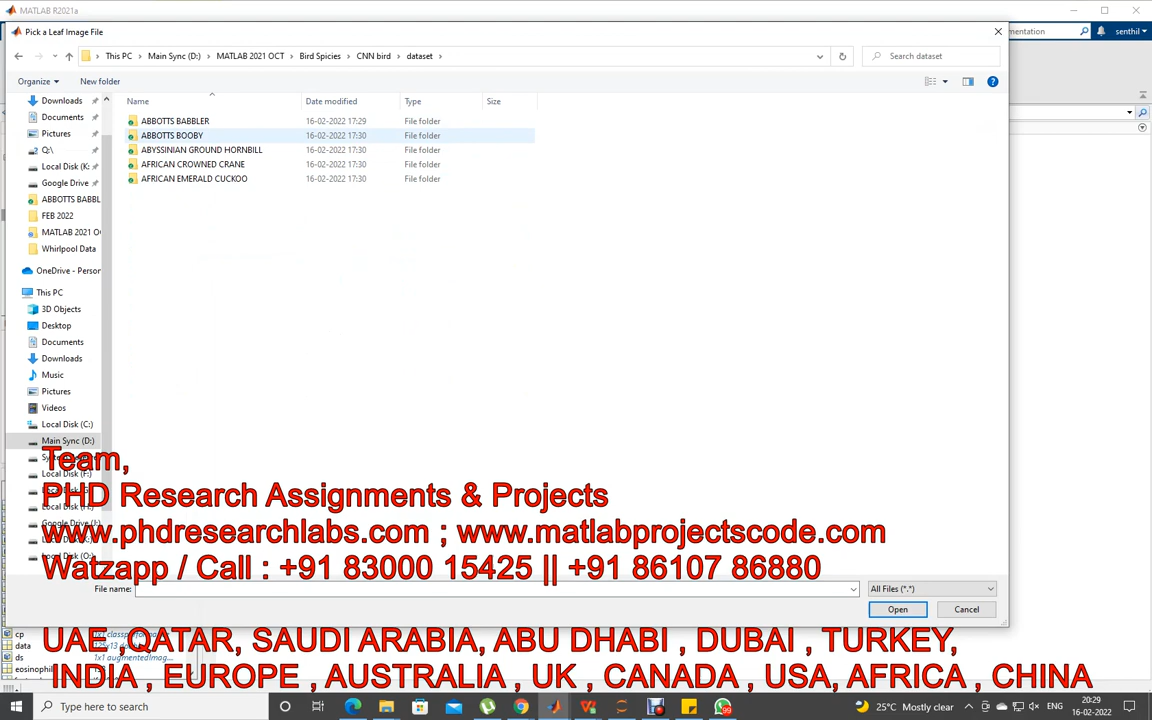 MATLAB R2021a
Pick a Leaf Image File
mentation
senthil
This PC > Main Sync (D:) > MATLAB 2021 OCT > Bird Spicies > CNN bird > dataset >
Search dataset
Organize
New folder
Name
Date modified
Type
Size
Downloads
Documents
Pictures
Q:\
Local Disk (K:
Google Drive
ABBOTTS BABBL
FEB 2022
MATLAB 2021 O
Whirlpool Data
OneDrive - Person
This PC
3D Objects
Desktop
Documents
Downloads
Music
Pictures
Videos
Local Disk (C:)
Main Sync (D:)
ABBOTTS BABBLER 16-02-2022 17:29 File folder
ABBOTTS BOOBY 16-02-2022 17:30 File folder
ABYSSINIAN GROUND HORNBILL 16-02-2022 17:30 File folder
AFRICAN CROWNED CRANE 16-02-2022 17:30 File folder
AFRICAN EMERALD CUCKOO 16-02-2022 17:30 File folder
Team,
PHD Research Assignments & Projects
www.phdresearchlabs.com ; www.matlabprojectscode.com
Watzapp / Call : +91 83000 15425 || +91 86107 86880
File name:
All Files (*.*)
Open
Cancel
UAE ,QATAR, SAUDI ARABIA, ABU DHABI , DUBAI , TURKEY,
INDIA , EUROPE , AUSTRALIA , UK , CANADA , USA, AFRICA , CHINA
cp
data
ds
1x1 augmentedImag...
eosinophil
Type here to search
25°C Mostly clear
ENG
20:29
16-02-2022